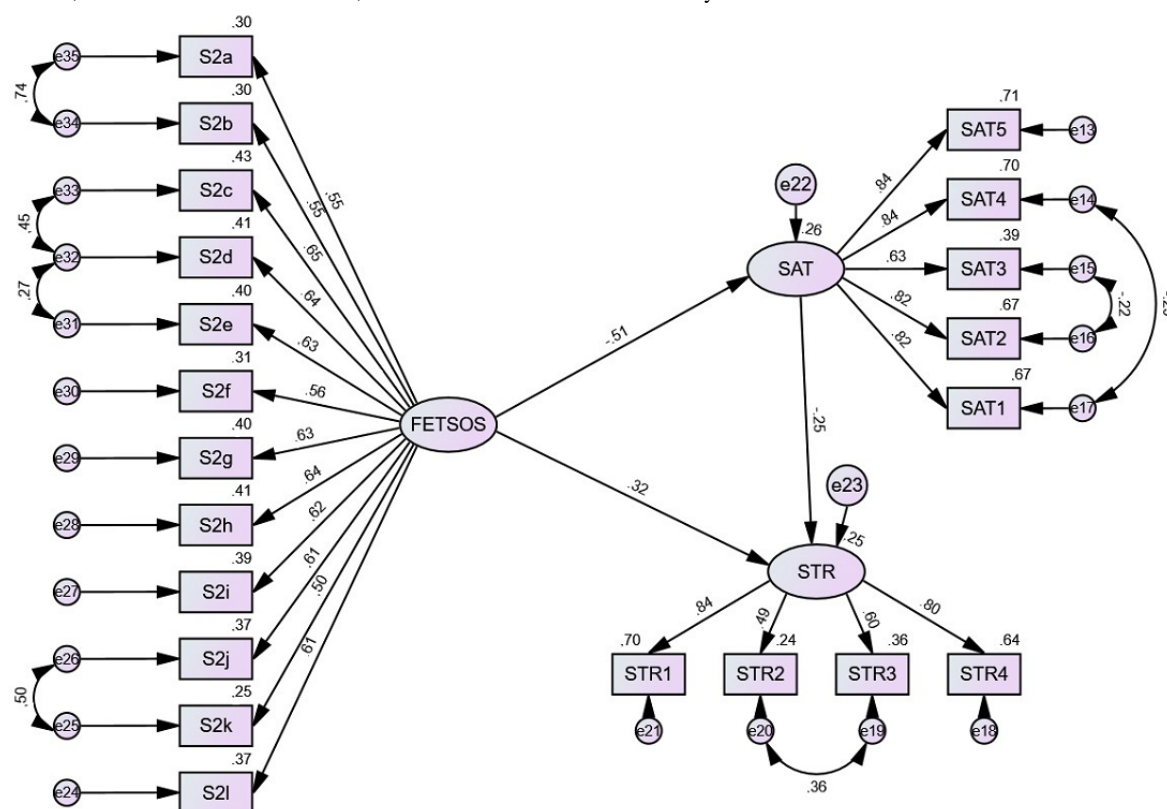 .30
e35
S2a
.74
.30
e34
S2b
.43
e33
S2c
.45
.41
e32
S2d
.27
.40
e31
S2e
.31
e30
S2f
.40
e29
S2g
.41
e28
S2h
.39
e27
S2i
.37
e26
S2j
.50
.25
e25
S2k
.37
e24
S2l
.55
.55
.65
.64
.63
.56
.63
.64
.62
.61
.50
.61
FETSOS
-.51
.32
e22
.26
SAT
.84
.84
.63
.82
.82
.71
SAT5
e13
.70
SAT4
e14
.39
SAT3
e15
-.22
.67
SAT2
e16
.67
SAT1
e17
-.25
e23
.25
STR
.84
.49
.60
.80
.70
.24
.36
.64
STR1
STR2
STR3
STR4
e21
e20
e19
e18
.36